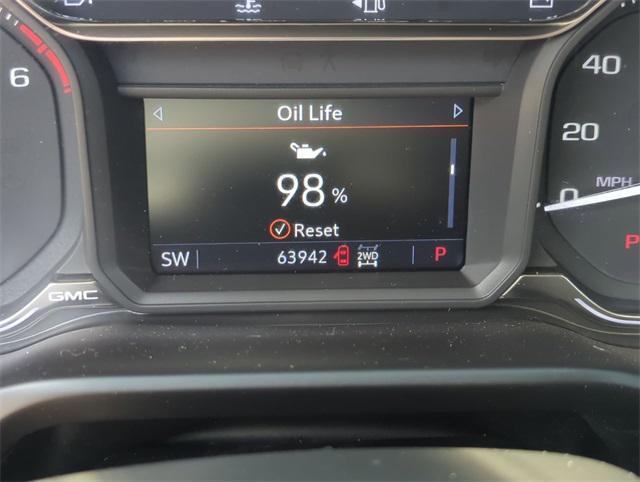 6
Oil Life
98 %
Reset
SW 63942 2WD P
GMC
40
20
0
MPH
P